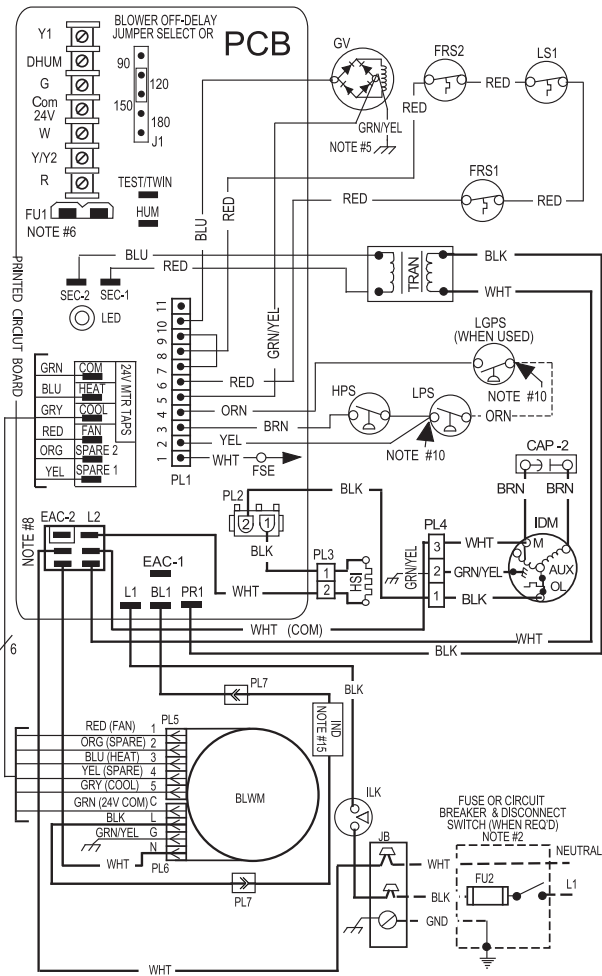 BLOWER OFF-DELAY
JUMPER SELECT OR
PCB
Y1
DHUM
G
Com
24V
W
Y/Y2
R
90
120
150
180
J1
FU1
NOTE #6
TEST/TWIN
HUM
GV
GRN/YEL
NOTE #5
FRS2
RED
LS1
RED
FRS1
RED
RED
BLU
RED
GRN/YEL
BLU
RED
SEC-2
SEC-1
LED
PRINTED CIRCIUT BOARD
TRAN
BLK
WHT
11
10
9
8
7
6
5
4
3
2
1
PL1
RED
ORN
BRN
YEL
WHT
FSE
LGPS
(WHEN USED)
NOTE #10
HPS
LPS
ORN
NOTE #10
GRN
COM
BLU
HEAT
GRY
COOL
RED
FAN
ORG
SPARE 2
YEL
SPARE 1
24V MTR TAPS
CAP -2
BRN
BRN
IDM
M
AUX
OL
NOTE #8
EAC-2
L2
PL2
2
1
BLK
BLK
PL3
1
2
HSI
WHT
PL4
3
2
1
WHT
GRN/YEL
GRN/YEL
BLK
EAC-1
L1
BL1
PR1
WHT (COM)
WHT
BLK
6
PL7
BLK
IND
NOTE #15
RED (FAN)
1
PL5
ORG (SPARE)
2
BLU (HEAT)
3
YEL (SPARE)
4
GRY (COOL)
5
GRN (24V COM)
C
BLK
L
GRN/YEL
G
WHT
N
PL6
BLWM
PL7
ILK
JB
FUSE OR CIRCUIT
BREAKER & DISCONNECT
SWITCH (WHEN REQ'D)
NOTE #2
WHT
NEUTRAL
BLK
FU2
L1
GND
WHT